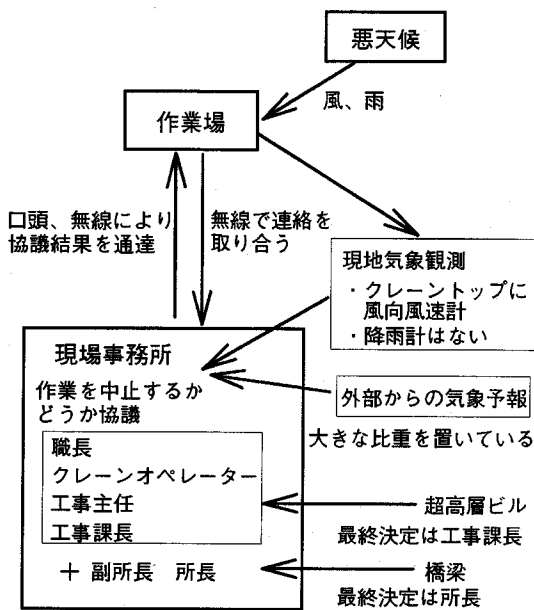 悪天候
風、雨
作業場
口頭、無線により
協議結果を通達
無線で連絡を
取り合う
現地気象観測
・クレーントップに
風向風速計
・降雨計はない
現場事務所
作業を中止するか
どうか協議
外部からの気象予報
大きな比重を置いている
職長
クレーンオペレーター
工事主任
工事課長
超高層ビル
最終決定は工事課長
＋ 副所長 所長
橋梁
最終決定は所長